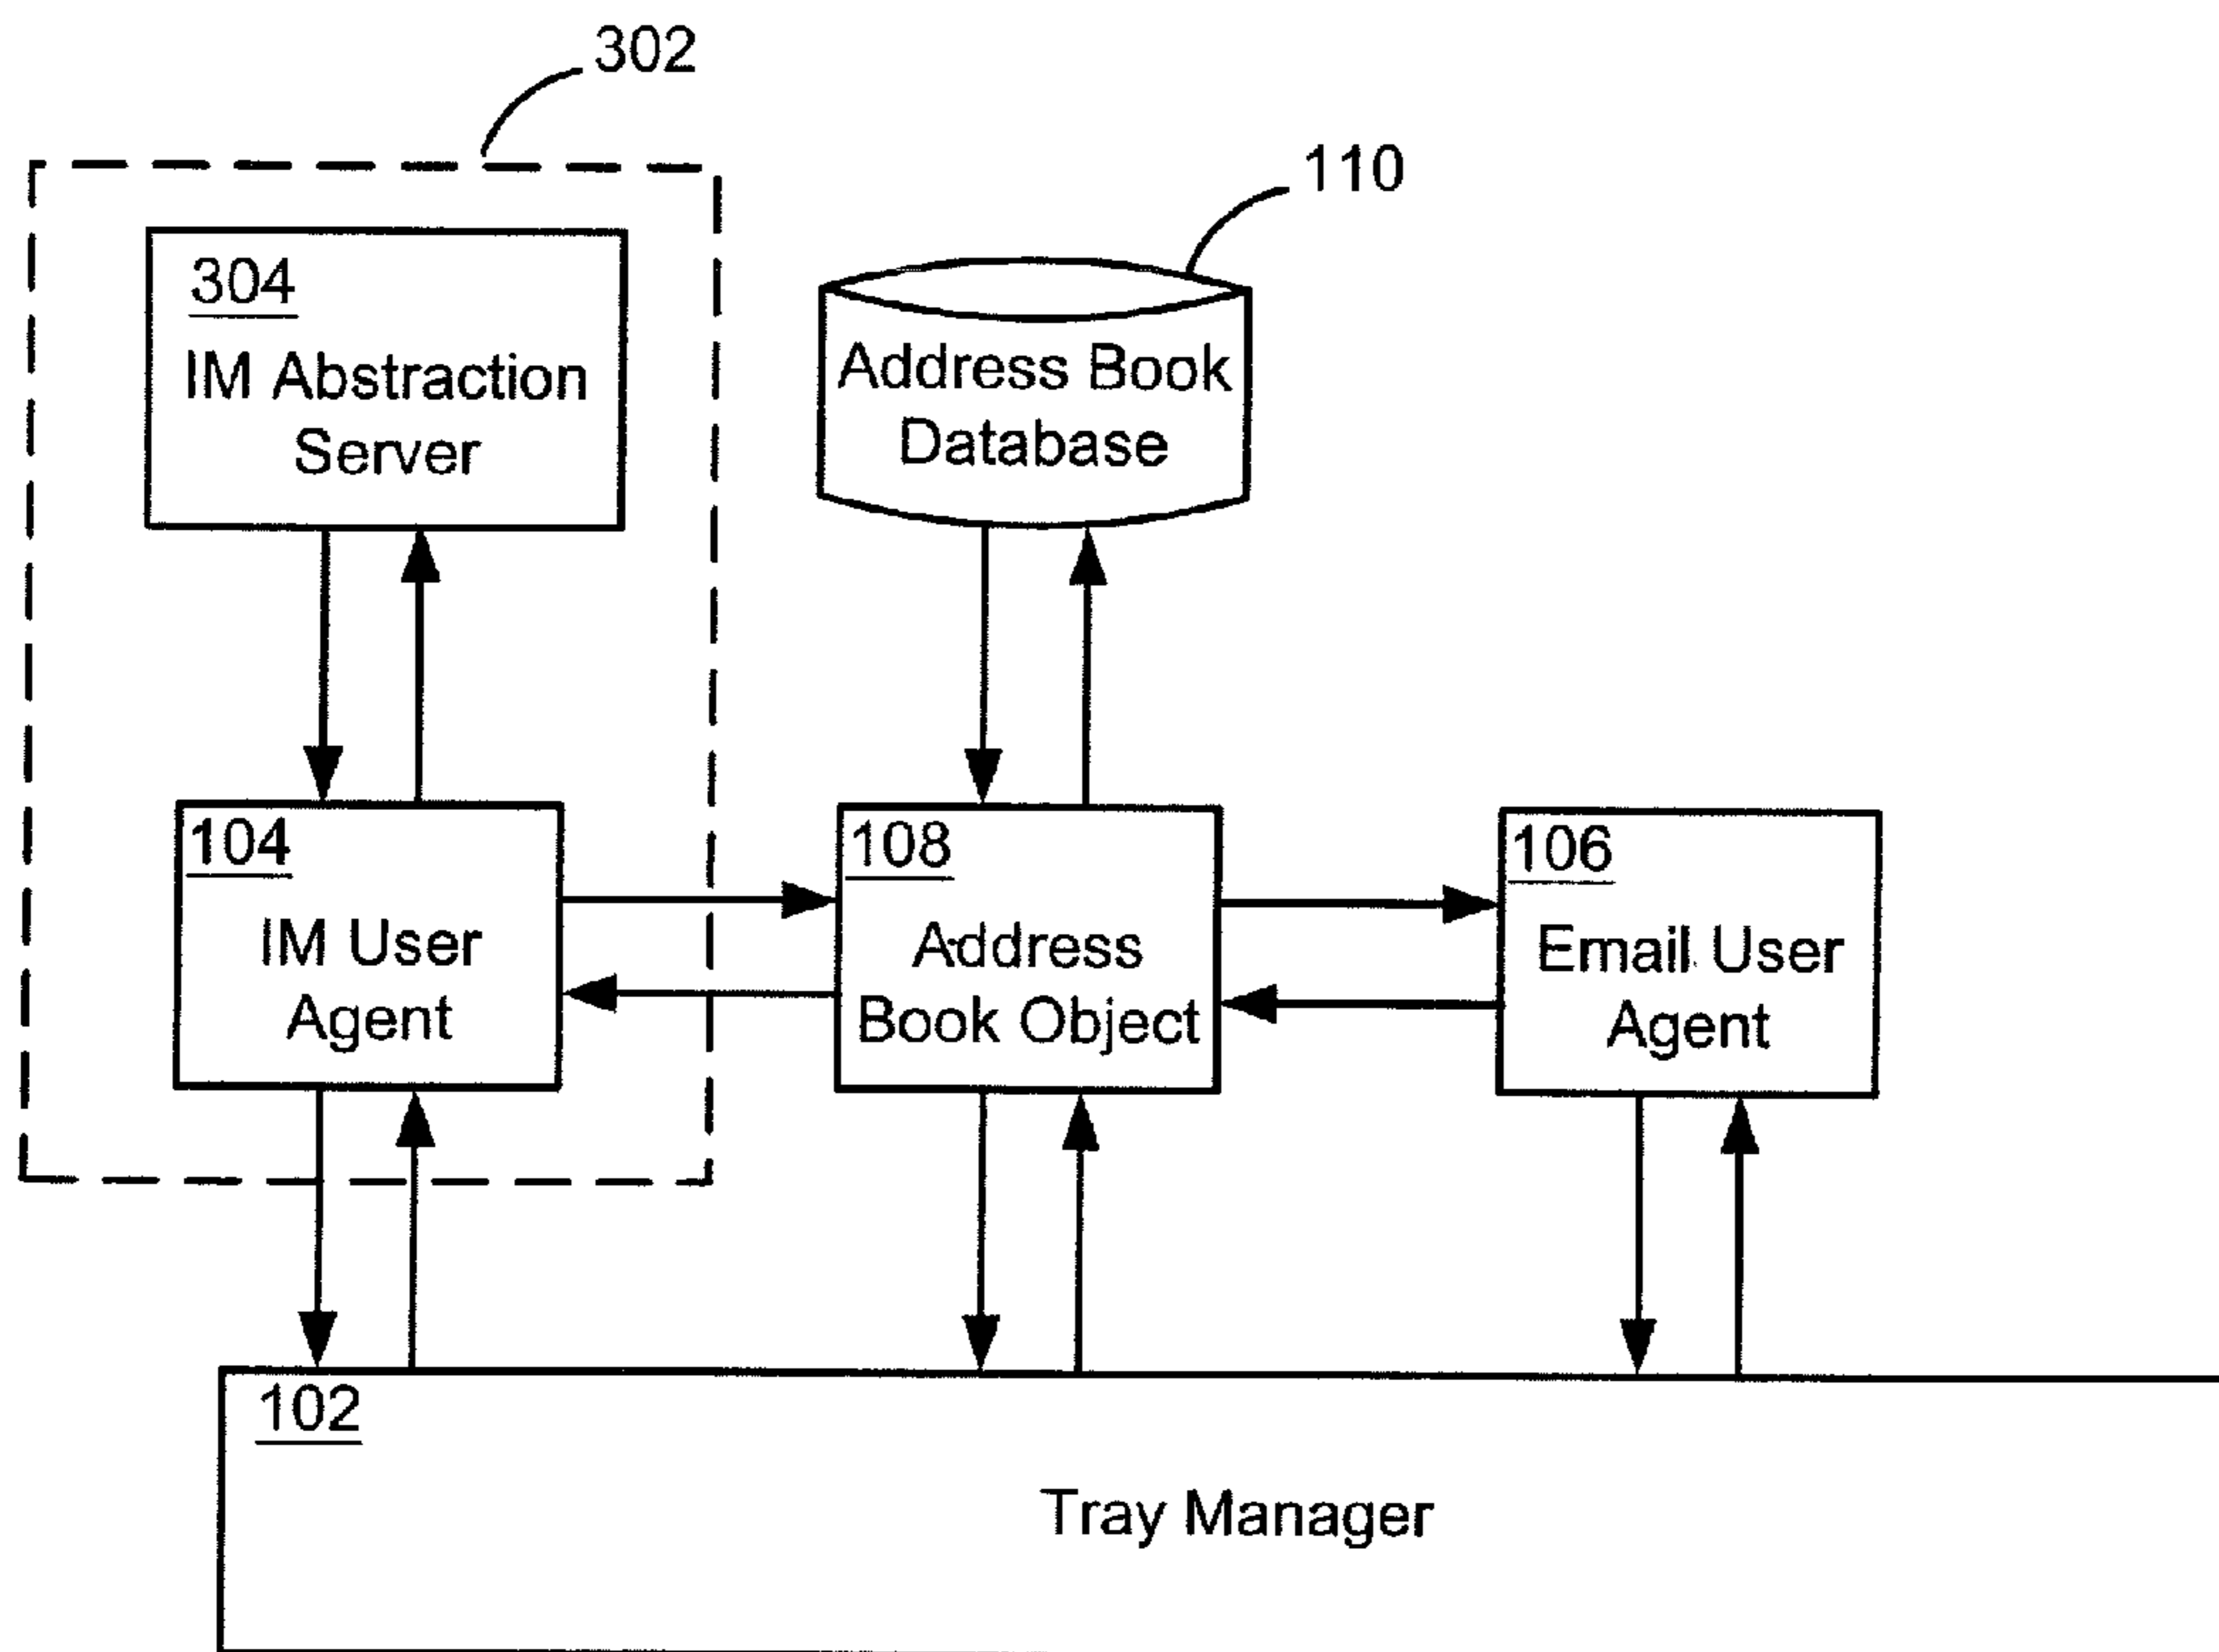 302
110
304
IM Abstraction
Server
Address Book
Database
104
IM User
Agent
108
Address
Book Object
106
Email User
Agent
102
Tray Manager